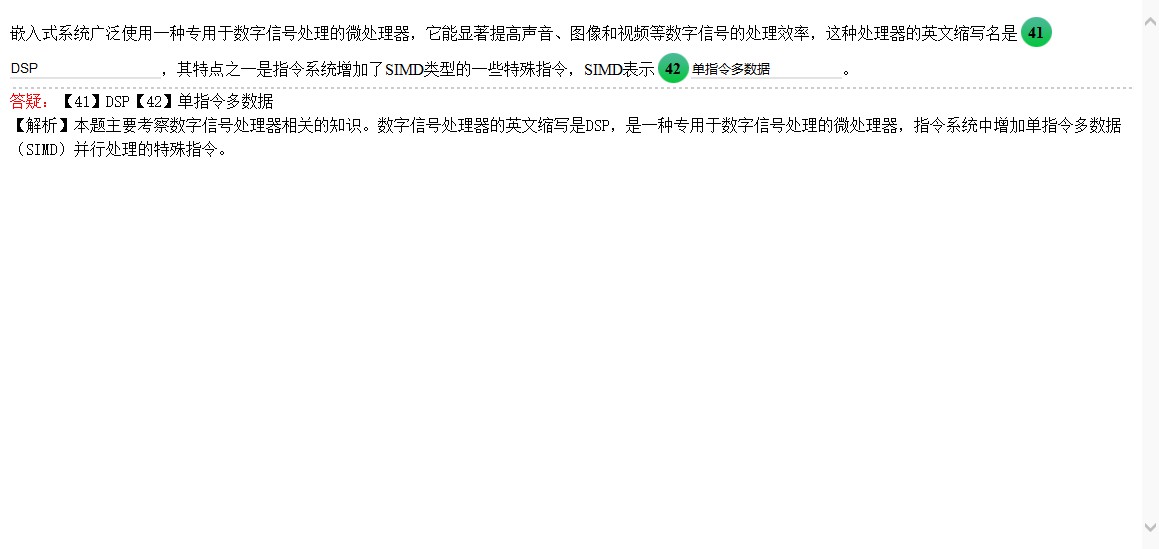 嵌入式系统广泛使用一种专用于数字信号处理的微处理器，它能显著提高声音、图像和视频等数字信号的处理效率，这种处理器的英文缩写名是 41
DSP ，其特点之一是指令系统增加了SIMD类型的一些特殊指令，SIMD表示 42 单指令多数据 。
答疑：【41】DSP【42】单指令多数据
【解析】本题主要考察数字信号处理器相关的知识。数字信号处理器的英文缩写是DSP，是一种专用于数字信号处理的微处理器，指令系统中增加单指令多数据
（SIMD）并行处理的特殊指令。